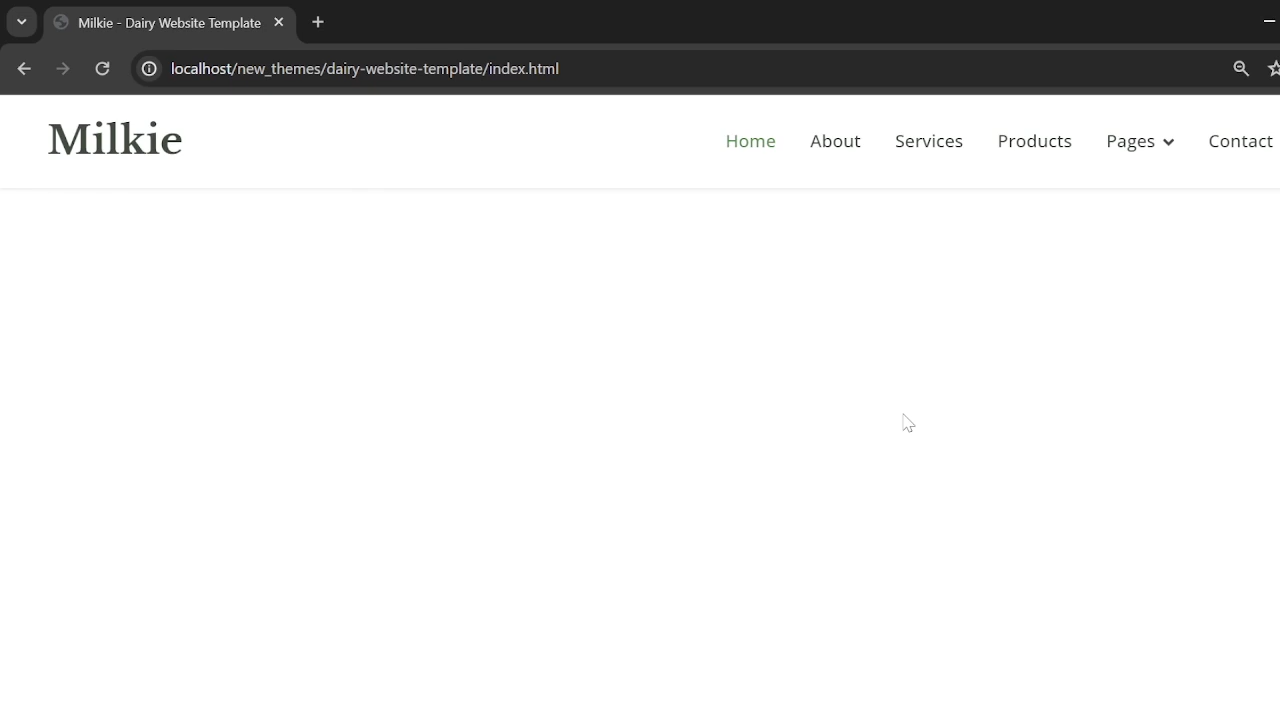 Milkie - Dairy Website Template
localhost/new_themes/dairy-website-template/index.html
Milkie
Home About Services Products Pages Contact